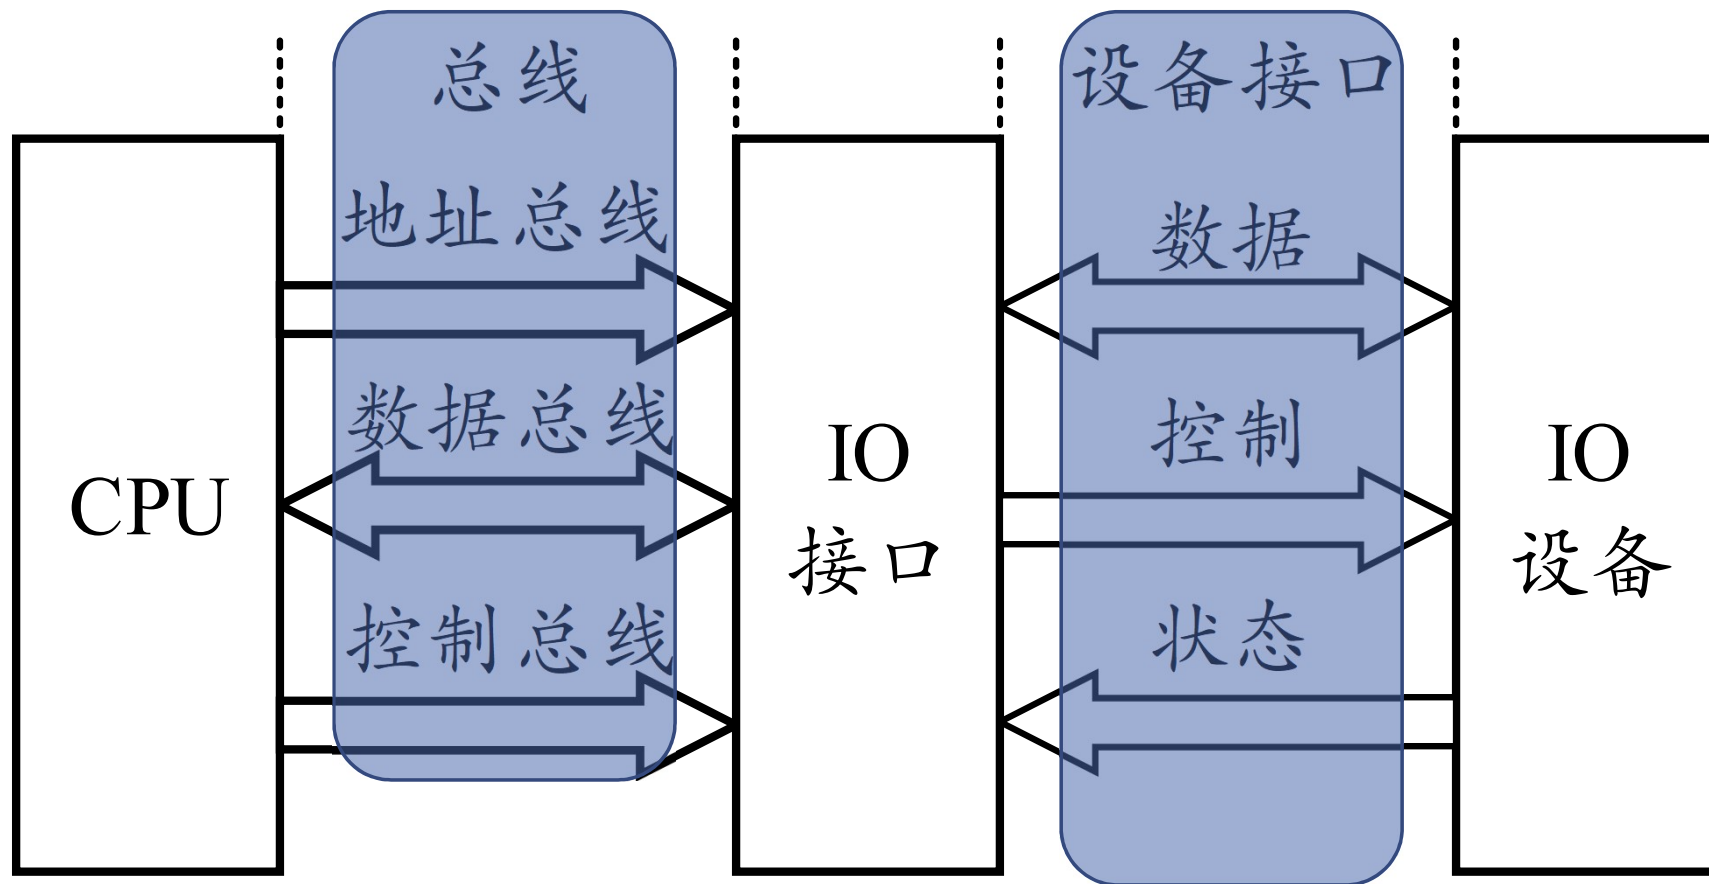 总线
设备接口
地址总线
数据
数据总线
控制
CPU
IO
接口
IO
设备
控制总线
状态